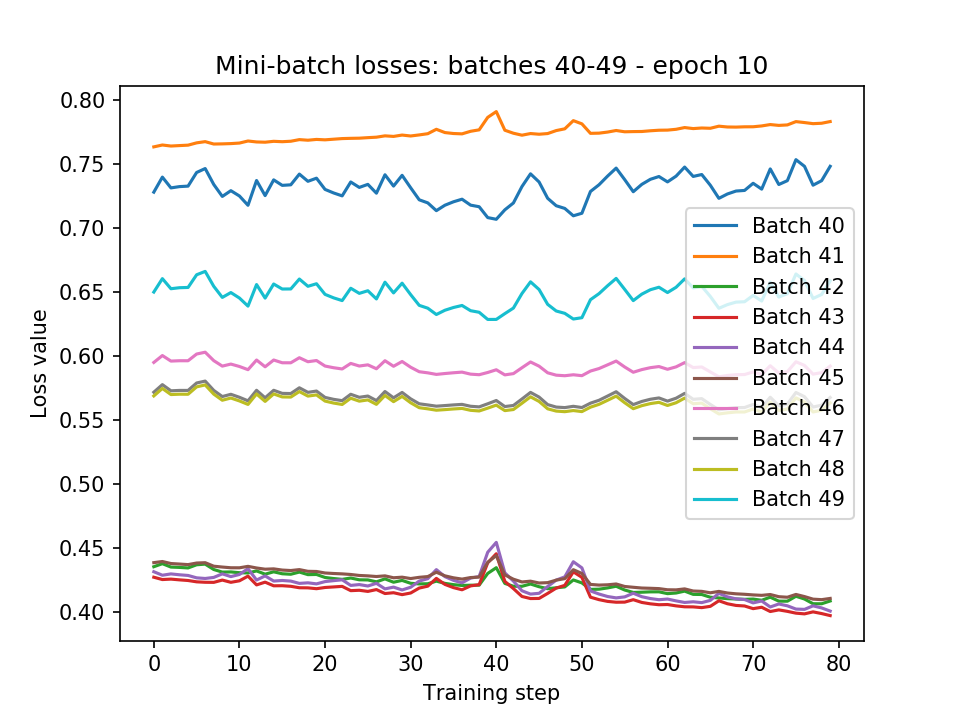 Mini-batch losses: batches 40-49 - epoch 10
0.80
0.75
0.70
0.65
0.60
0.55
0.50
0.45
0.40
Loss value
Batch 40
Batch 41
Batch 42
Batch 43
Batch 44
Batch 45
Batch 46
Batch 47
Batch 48
Batch 49
0 10 20 30 40 50 60 70 80
Training step